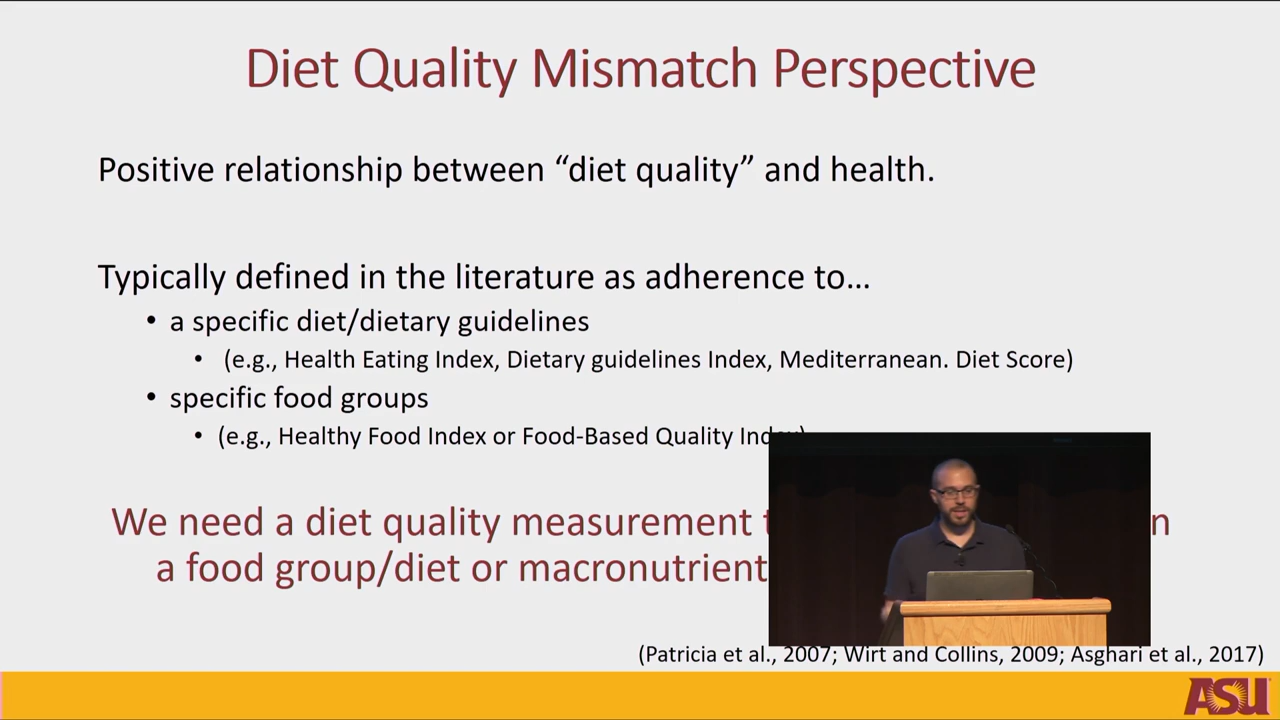 Diet Quality Mismatch Perspective
Positive relationship between “diet quality” and health.
Typically defined in the literature as adherence to…
• a specific diet/dietary guidelines
• (e.g., Health Eating Index, Dietary guidelines Index, Mediterranean. Diet Score)
• specific food groups
• (e.g., Healthy Food Index or Food-Based Quality Index)
We need a diet quality measurement
a food group/diet or macronutrient
(Patricia et al., 2007; Wirt and Collins, 2009; Asghari et al., 2017)
ASU